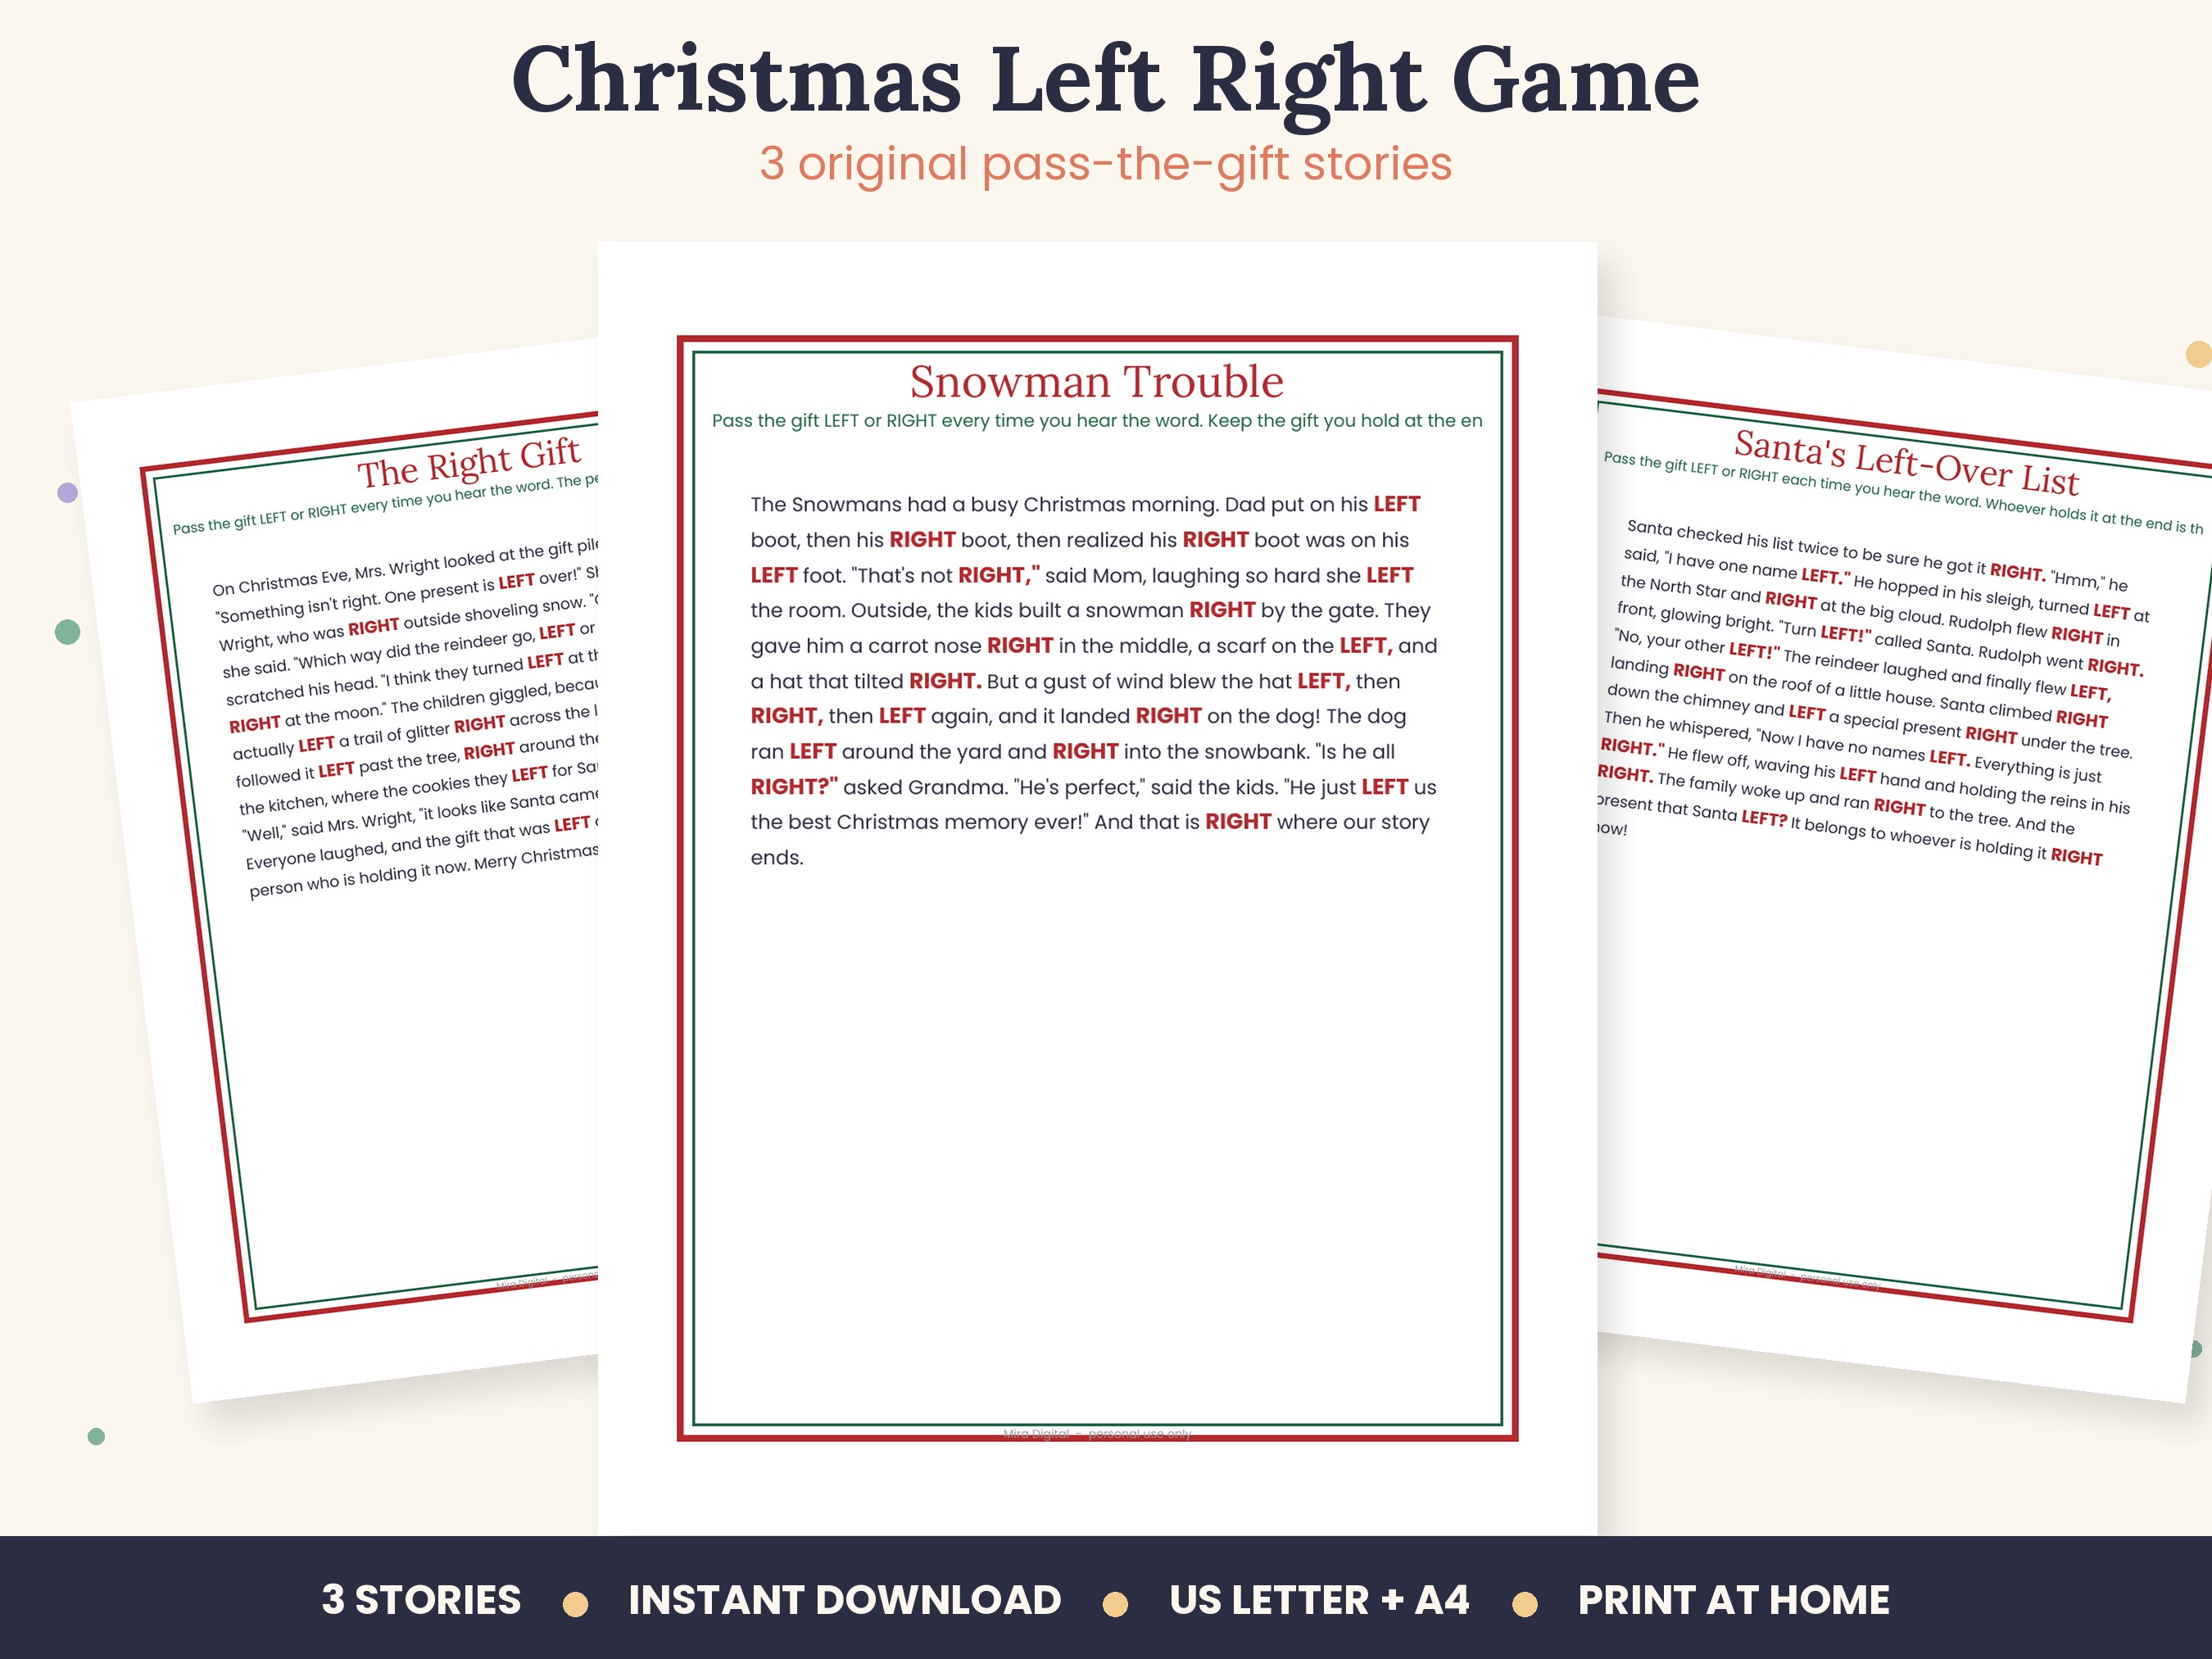 Christmas Left Right Game
3 original pass-the-gift stories
The Right Gift
Pass the gift LEFT or RIGHT every time you hear the word. The
On Christmas Eve, Mrs. Wright looked at the gift
"Something isn't right. One present is LEFT over!"
Wright, who was RIGHT outside shoveling snow.
she said. "Which way did the reindeer go, LEFT or
scratched his head. "I think they turned LEFT at
RIGHT at the moon." The children giggled,
actually LEFT a trail of glitter RIGHT across the
followed it LEFT past the tree, RIGHT around the
the kitchen, where the cookies they LEFT for
"Well," said Mrs. Wright, "it looks like Santa came
Everyone laughed, and the gift that was LEFT
person who is holding it now. Merry Christmas
Mira Digital - 
Snowman Trouble
Pass the gift LEFT or RIGHT every time you hear the word. Keep the gift you hold at the en
The Snowmans had a busy Christmas morning. Dad put on his LEFT
boot, then his RIGHT boot, then realized his RIGHT boot was on his
LEFT foot. "That's not RIGHT," said Mom, laughing so hard she LEFT
the room. Outside, the kids built a snowman RIGHT by the gate. They
gave him a carrot nose RIGHT in the middle, a scarf on the LEFT, and
a hat that tilted RIGHT. But a gust of wind blew the hat LEFT, then
RIGHT, then LEFT again, and it landed RIGHT on the dog! The dog
ran LEFT around the yard and RIGHT into the snowbank. "Is he all
RIGHT?" asked Grandma. "He's perfect," said the kids. "He just LEFT us
the best Christmas memory ever!" And that is RIGHT where our story
ends.
Mira Digital - personal use only
Santa's Left-Over List
Pass the gift LEFT or RIGHT each time you hear the word. Whoever holds it at the end is th
Santa checked his list twice to be sure he got it RIGHT. "Hmm," he
said, "I have one name LEFT." He hopped in his sleigh, turned LEFT at
the North Star and RIGHT at the big cloud. Rudolph flew RIGHT in
front, glowing bright. "Turn LEFT!" called Santa. Rudolph went RIGHT.
"No, your other LEFT!" The reindeer laughed and finally flew LEFT,
landing RIGHT on the roof of a little house. Santa climbed RIGHT
down the chimney and LEFT a special present RIGHT under the tree.
Then he whispered, "Now I have no names LEFT. Everything is just
RIGHT." He flew off, waving his LEFT hand and holding the reins in his
RIGHT. The family woke up and ran RIGHT to the tree. And the
present that Santa LEFT? It belongs to whoever is holding it RIGHT
now!
Mira Digital - personal use only
3 STORIES INSTANT DOWNLOAD US LETTER + A4 PRINT AT HOME